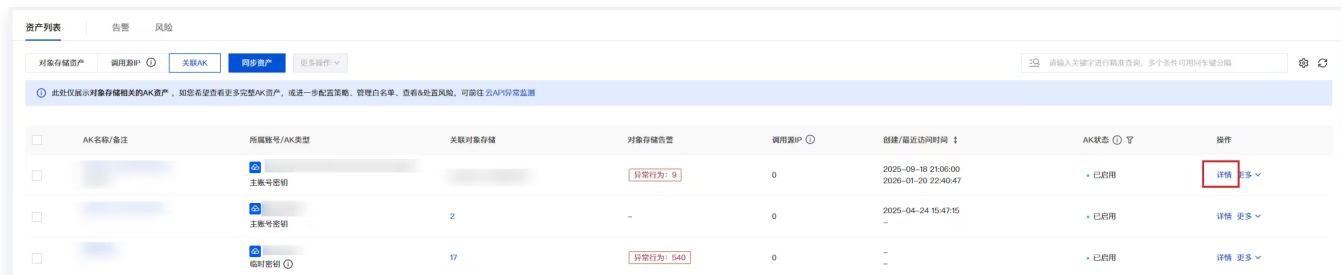 资产列表 告警 风险
对象存储资产 调用源IP 关联AK 同步资产 更多操作 请输入关键字进行精准查询，多个条件可用回车键分隔
此处仅展示对象存储相关的AK资产，如您希望查看更多完整AK资产，或进一步配置策略、管理白名单、查看&处置风险，可前往云API异常监测
AK名称/备注 所属账号/AK类型 关联对象存储 对象存储告警 调用源IP 创建/最近访问时间 AK状态 操作
主账号密钥 异常行为：9 0 2025-09-18 21:06:00 已启用 详情 更多
2026-01-20 22:40:47
主账号密钥 2 - 0 2025-04-24 15:47:15 已启用 详情 更多
-
临时密钥 17 异常行为：540 0 - 已启用 详情 更多
-